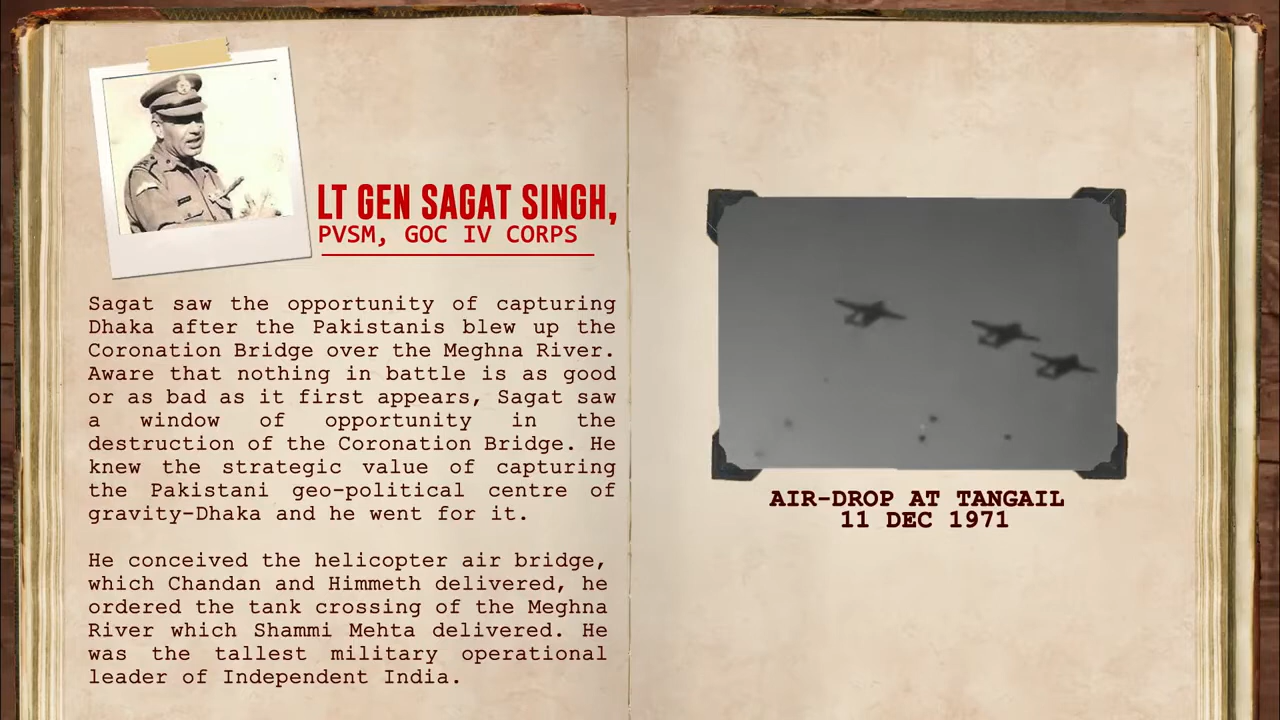 LT GEN SAGAT SINGH,
PVSM, GOC IV CORPS
Sagat saw the opportunity of capturing
Dhaka after the Pakistanis blew up the
Coronation Bridge over the Meghna River.
Aware that nothing in battle is as good
or as bad as it first appears, Sagat saw
a window of opportunity in the
destruction of the Coronation Bridge. He
knew the strategic value of capturing
the Pakistani geo-political centre of
gravity-Dhaka and he went for it.
He conceived the helicopter air bridge,
which Chandan and Himmeth delivered, he
ordered the tank crossing of the Meghna
River which Shammi Mehta delivered. He
was the tallest military operational
leader of Independent India.
AIR-DROP AT TANGAIL
11 DEC 1971